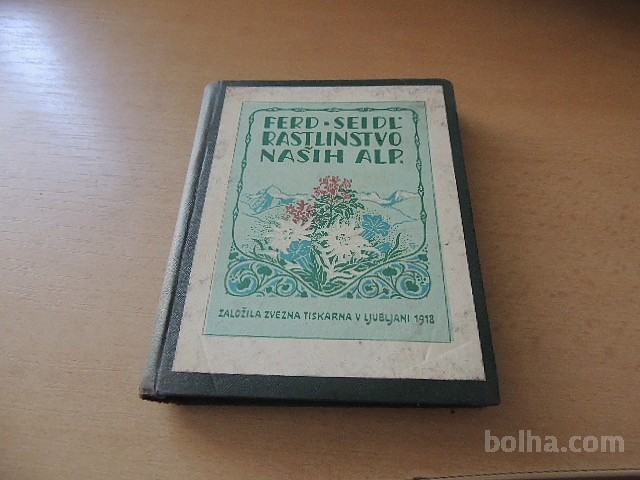 FERD • SEIDL
RASTLINSTVO
NAŠIH ALP.
ZALOŽILA ZVEZNA TISKARNA V LJUBLJANI 1918
bolha.com